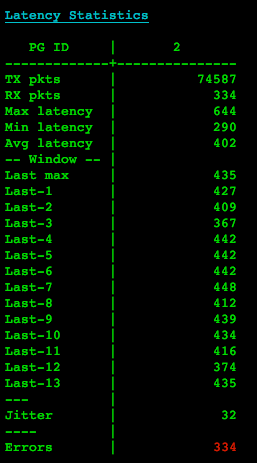 Latency Statistics
PG ID | 2
-------------+---------------
TX pkts | 74587
RX pkts | 334
Max latency | 644
Min latency | 290
Avg latency | 402
-- Window -- |
Last max | 435
Last-1 | 427
Last-2 | 409
Last-3 | 367
Last-4 | 442
Last-5 | 442
Last-6 | 442
Last-7 | 448
Last-8 | 412
Last-9 | 439
Last-10 | 434
Last-11 | 416
Last-12 | 374
Last-13 | 435
--- |
Jitter | 32
---- |
Errors | 334